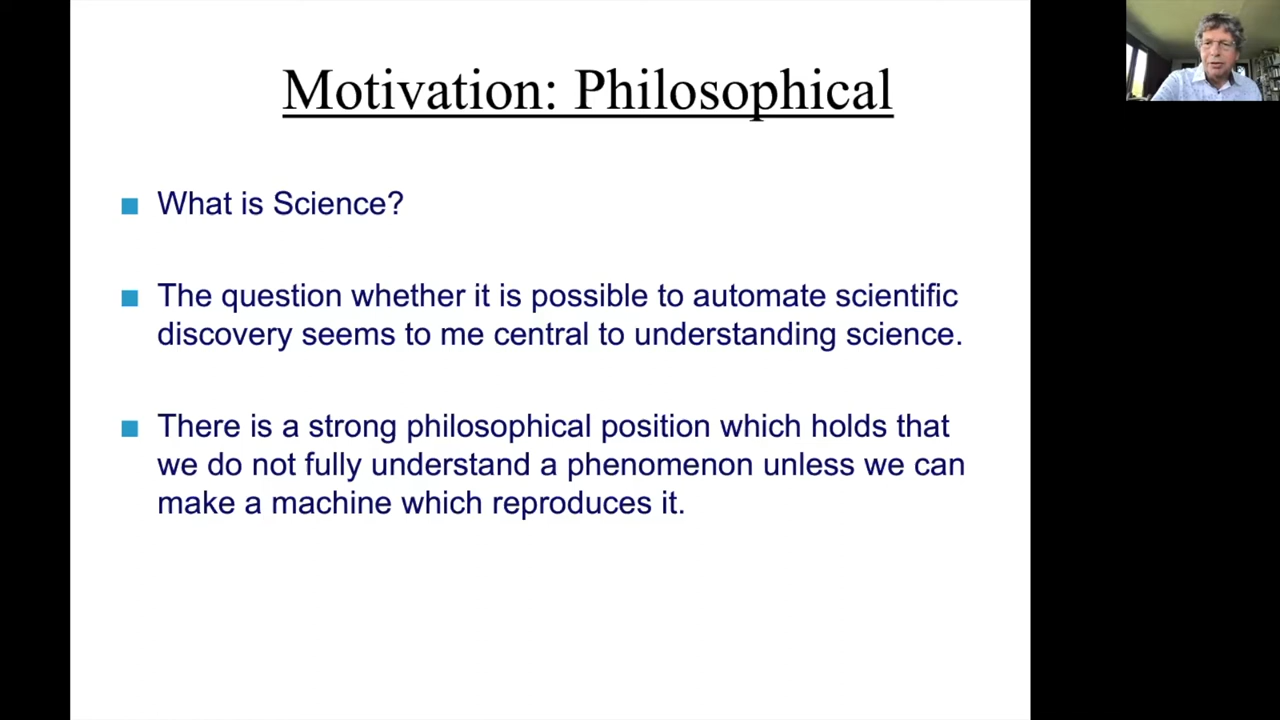 Motivation: Philosophical
What is Science?
The question whether it is possible to automate scientific
discovery seems to me central to understanding science.
There is a strong philosophical position which holds that
we do not fully understand a phenomenon unless we can
make a machine which reproduces it.